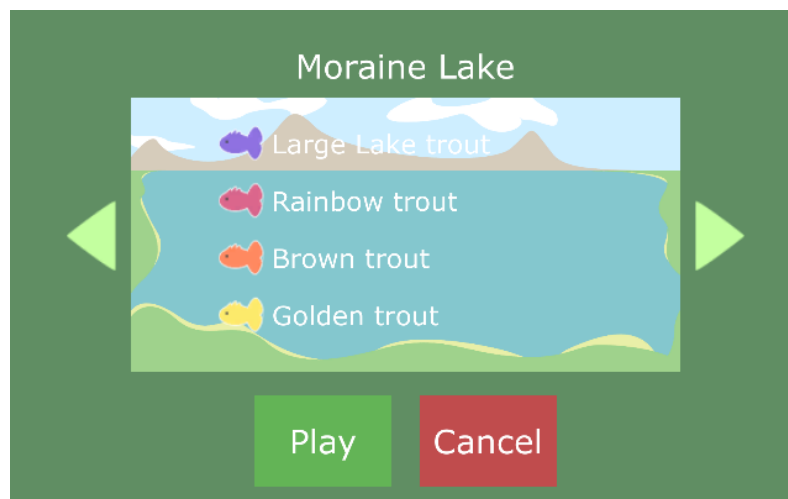 Moraine Lake
Large Lake trout
Rainbow trout
Brown trout
Golden trout
Play
Cancel